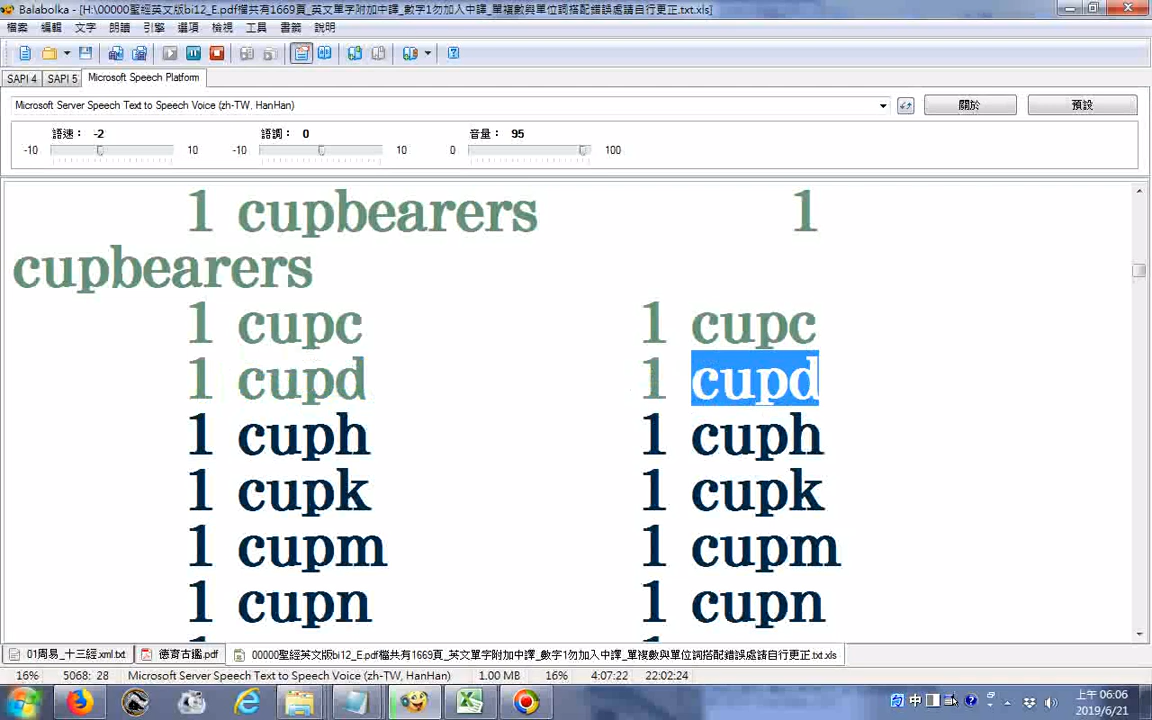 Balabolka - [H:\00000聖經英文版bi12_E.pdf檔共有1669頁_英文單字附加中譯_數字1勿加入中譯_單複數與單位詞搭配錯誤處請自行更正.txt.xls]
檔案 編輯 文字 朗讀 引擎 選項 檢視 工具 書籤 說明
SAPI 4 SAPI 5 Microsoft Speech Platform
Microsoft Server Speech Text to Speech Voice (zh-TW, HanHan) 關於 預設
語速： -2 語調： 0 音量： 95
-10 10 -10 10 0 100
1 cupbearers 1
cupbearers
1 cupc 1 cupc
1 cupd 1 cupd
1 cuph 1 cuph
1 cupk 1 cupk
1 cupm 1 cupm
1 cupn 1 cupn
01周易_十三經.xml.txt 德育古鑑.pdf 00000聖經英文版bi12_E.pdf檔共有1669頁_英文單字附加中譯_數字1勿加入中譯_單複數與單位詞搭配錯誤處請自行更正.txt.xls
16% 5068: 28 Microsoft Server Speech Text to Speech Voice (zh-TW, HanHan) 1.00 MB 16% 4:07:22 22:02:24
中 上午 06:06
2019/6/21